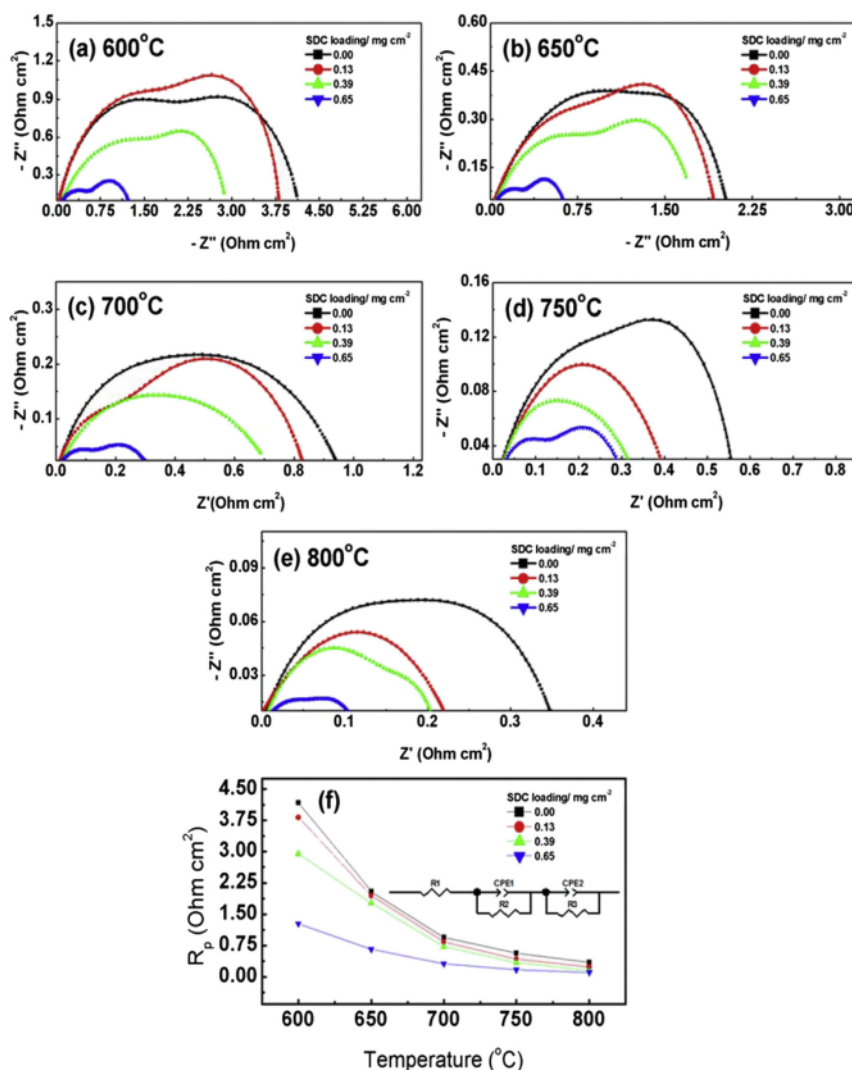 (a) 600°C
SDC loading/ mg cm-2
0.00
0.13
0.39
0.65
1.5
1.2
0.9
0.6
0.3
- Z'' (Ohm cm2)
0.00 0.75 1.50 2.25 3.00 3.75 4.50 5.25 6.00
- Z'' (Ohm cm2)
(b) 650°C
SDC loading/ mg cm-2
0.00
0.13
0.39
0.65
0.60
0.45
0.30
0.15
0.00
- Z'' (Ohm cm2)
0.00 0.75 1.50 2.25 3.00
- Z'' (Ohm cm2)
(c) 700°C
SDC loading/ mg cm-2
0.00
0.13
0.39
0.65
0.3
0.2
0.1
- Z'' (Ohm cm2)
0.0 0.2 0.4 0.6 0.8 1.0 1.2
Z'(Ohm cm2)
(d) 750°C
SDC loading/ mg cm-2
0.00
0.13
0.39
0.65
0.16
0.12
0.08
0.04
- Z'' (Ohm cm2)
0.0 0.1 0.2 0.3 0.4 0.5 0.6 0.7 0.8
Z' (Ohm cm2)
(e) 800°C
SDC loading/ mg cm-2
0.00
0.13
0.39
0.65
0.09
0.06
0.03
- Z'' (Ohm cm2)
0.0 0.1 0.2 0.3 0.4
Z' (Ohm cm2)
(f)
SDC loading/ mg cm-2
0.00
0.13
0.39
0.65
R1 CPE1 CPE2
R2 R3
4.50
3.75
3.00
2.25
1.50
0.75
0.00
Rp (Ohm cm2)
600 650 700 750 800
Temperature (°C)